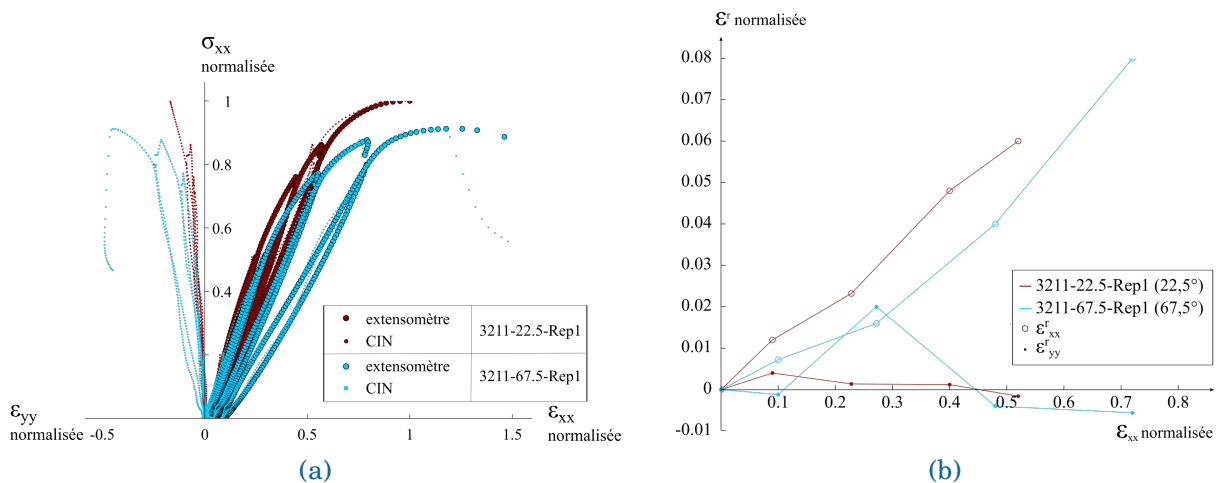 σxx
normalisée
1
0.8
0.6
0.4
extensomètre
CIN
3211-22.5-Rep1
extensomètre
CIN
3211-67.5-Rep1
εyy
normalisée
-0.5
0
0.5
1
1.5
εxx
normalisée
(a)
εʳ normalisée
0.08
0.07
0.06
0.05
0.04
0.03
0.02
0.01
0
-0.01
0.1
0.2
0.3
0.4
0.5
0.6
0.7
0.8
εxx normalisée
3211-22.5-Rep1 (22,5°)
3211-67.5-Rep1 (67,5°)
εʳxx
εʳyy
(b)